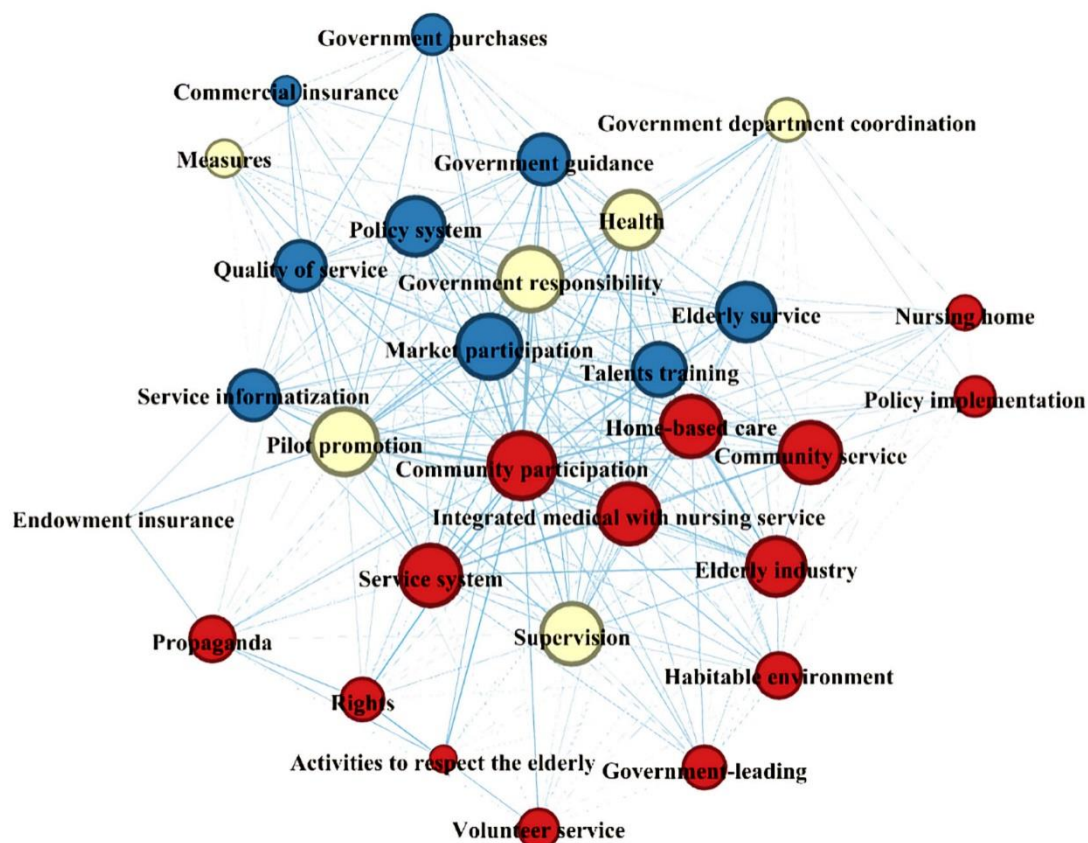 Government purchases
Commercial insurance
Government department coordination
Measures
Government guidance
Health
Policy system
Quality of service
Government responsibility
Elderly survice
Nursing home
Market participation
Talents training
Service informatization
Policy implementation
Home-based care
Pilot promotion
Community service
Community participation
Endowment insurance
Integrated medical with nursing service
Elderly industry
Service system
Supervision
Propaganda
Habitable environment
Rights
Activities to respect the elderly
Government-leading
Volunteer service